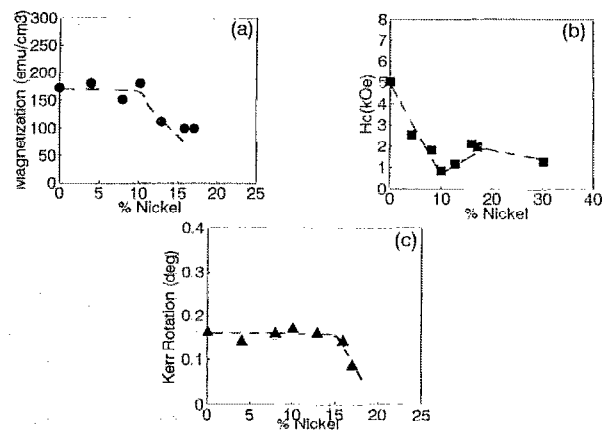 (a)
Magnetization (emu/cm3)
300
250
200
150
100
50
0
0 5 10 15 20 25
% Nickel
(b)
Hc(kOe)
8
7
6
5
4
3
2
1
0
0 10 20 30 40
% Nickel
(c)
Kerr Rotation (deg)
0.4
0.3
0.2
0.1
0
0 5 10 15 20 25
% Nickel